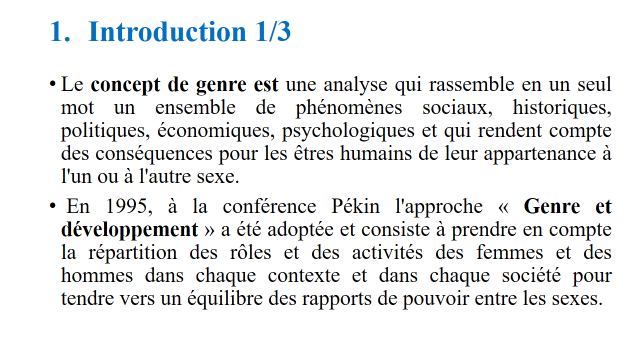 1. Introduction 1/3
• Le concept de genre est une analyse qui rassemble en un seul
mot un ensemble de phénomènes sociaux, historiques,
politiques, économiques, psychologiques et qui rendent compte
des conséquences pour les êtres humains de leur appartenance à
l'un ou à l'autre sexe.
• En 1995, à la conférence Pékin l'approche « Genre et
développement » a été adoptée et consiste à prendre en compte
la répartition des rôles et des activités des femmes et des
hommes dans chaque contexte et dans chaque société pour
tendre vers un équilibre des rapports de pouvoir entre les sexes.